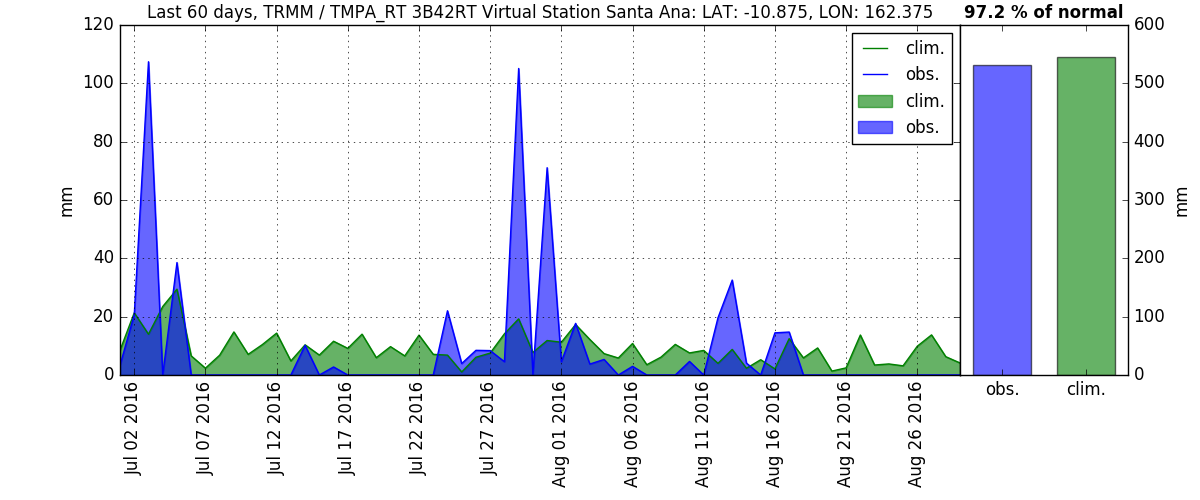 Last 60 days, TRMM / TMPA_RT 3B42RT Virtual Station Santa Ana: LAT: -10.875, LON: 162.375
97.2 % of normal
120
100
80
60
40
20
0
mm
clim.
obs.
clim.
obs.
Jul 02 2016
Jul 07 2016
Jul 12 2016
Jul 17 2016
Jul 22 2016
Jul 27 2016
Aug 01 2016
Aug 06 2016
Aug 11 2016
Aug 16 2016
Aug 21 2016
Aug 26 2016
600
500
400
300
200
100
0
mm
obs.
clim.